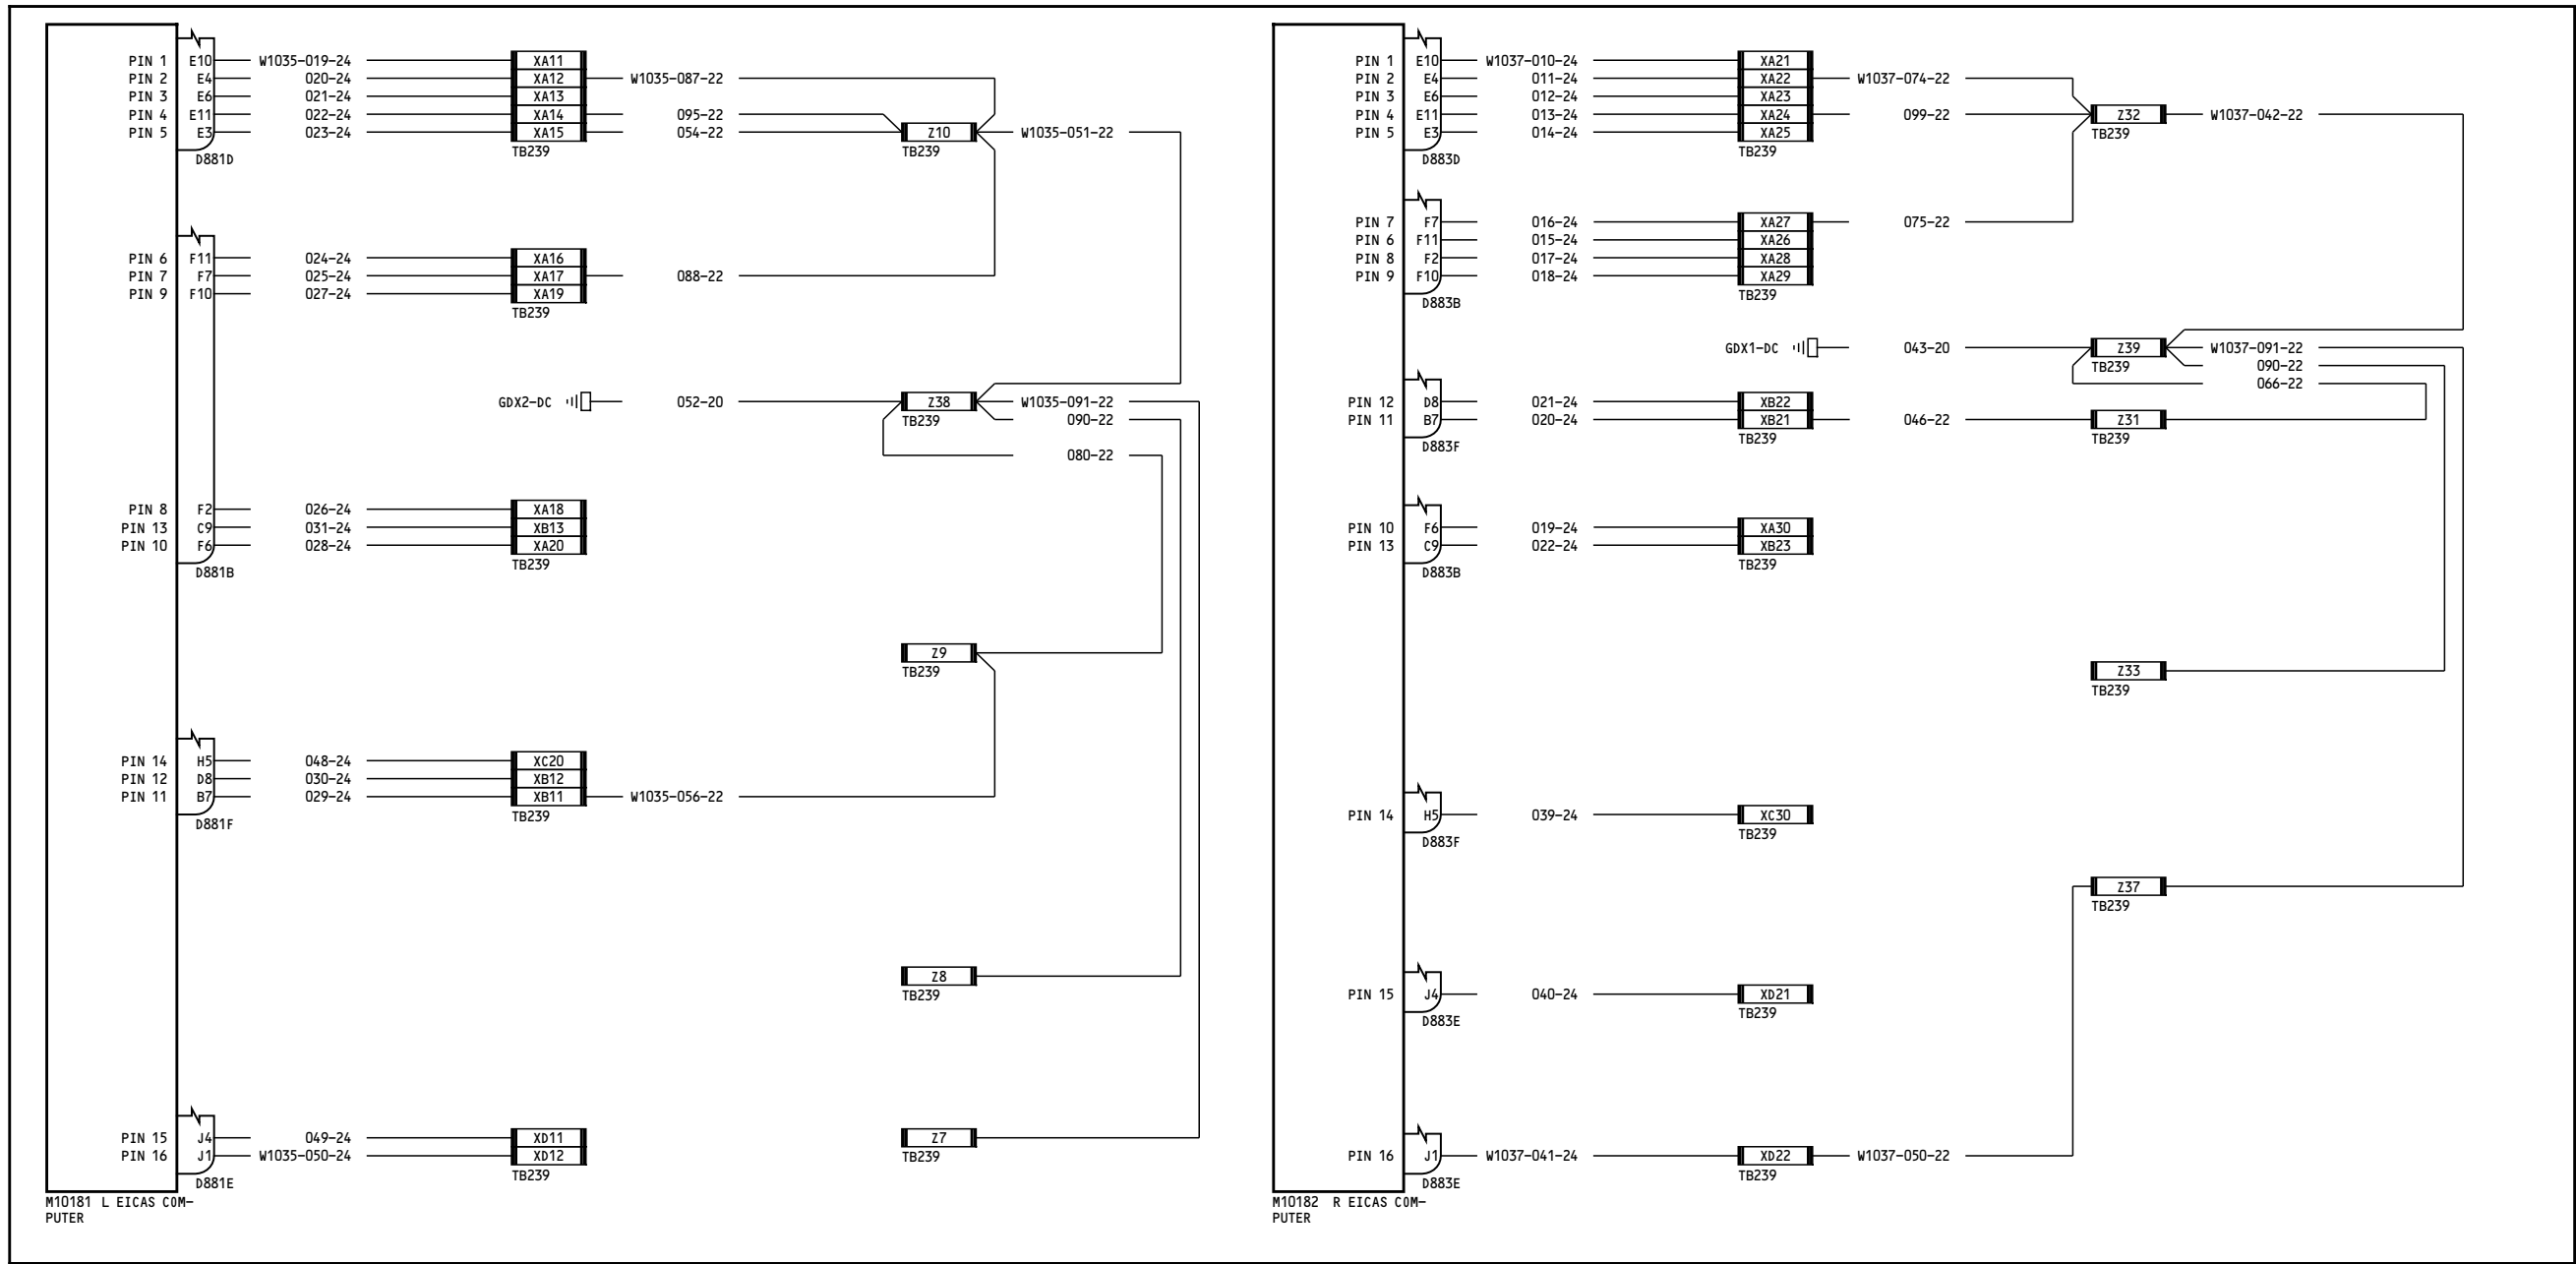 PIN 1 E10 W1035-019-24 XA11
PIN 2 E4 020-24 XA12 W1035-087-22
PIN 3 E6 021-24 XA13
PIN 4 E11 022-24 XA14 095-22
PIN 5 E3 023-24 XA15 054-22 Z10 W1035-051-22
D881D TB239 TB239
PIN 6 F11 024-24 XA16
PIN 7 F7 025-24 XA17 088-22
PIN 9 F10 027-24 XA19
TB239
GDX2-DC 052-20 Z38 W1035-091-22
TB239 090-22
080-22
PIN 8 F2 026-24 XA18
PIN 13 C9 031-24 XB13
PIN 10 F6 028-24 XA20
D881B TB239
Z9
TB239
PIN 14 H5 048-24 XC20
PIN 12 D8 030-24 XB12
PIN 11 B7 029-24 XB11 W1035-056-22
D881F TB239
Z8
TB239
PIN 15 J4 049-24 XD11 Z7
PIN 16 J1 W1035-050-24 XD12 TB239
D881E TB239
M10181 L EICAS COM-
PUTER
PIN 1 E10 W1037-010-24 XA21
PIN 2 E4 011-24 XA22 W1037-074-22
PIN 3 E6 012-24 XA23
PIN 4 E11 013-24 XA24 099-22 Z32 W1037-042-22
PIN 5 E3 014-24 XA25 TB239
D883D TB239
PIN 7 F7 016-24 XA27 075-22
PIN 6 F11 015-24 XA26
PIN 8 F2 017-24 XA28
PIN 9 F10 018-24 XA29
D883B TB239
GDX1-DC 043-20 Z39 W1037-091-22
TB239 090-22
066-22
PIN 12 D8 021-24 XB22
PIN 11 B7 020-24 XB21 046-22 Z31
D883F TB239 TB239
PIN 10 F6 019-24 XA30
PIN 13 C9 022-24 XB23
D883B TB239
Z33
TB239
PIN 14 H5 039-24 XC30
D883F TB239
Z37
TB239
PIN 15 J4 040-24 XD21
D883E TB239
PIN 16 J1 W1037-041-24 XD22 W1037-050-22
D883E TB239
M10182 R EICAS COM-
PUTER